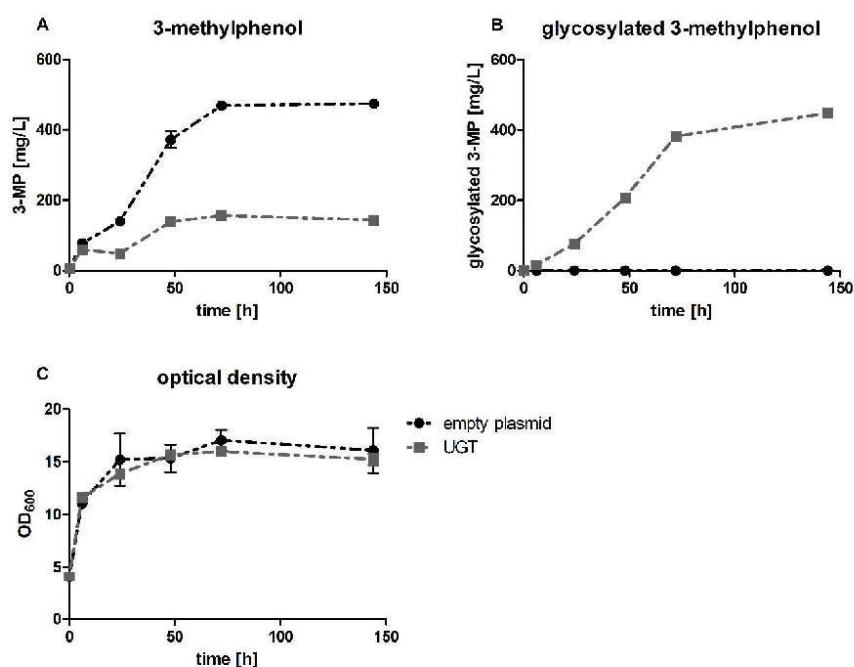 A
3-methylphenol
3-MP [mg/L]
600
400
200
0
0
50
100
150
time [h]
B
glycosylated 3-methylphenol
glycosylated 3-MP [mg/L]
600
400
200
0
0
50
100
150
time [h]
C
optical density
OD600
20
15
10
5
0
0
50
100
150
time [h]
empty plasmid
UGT